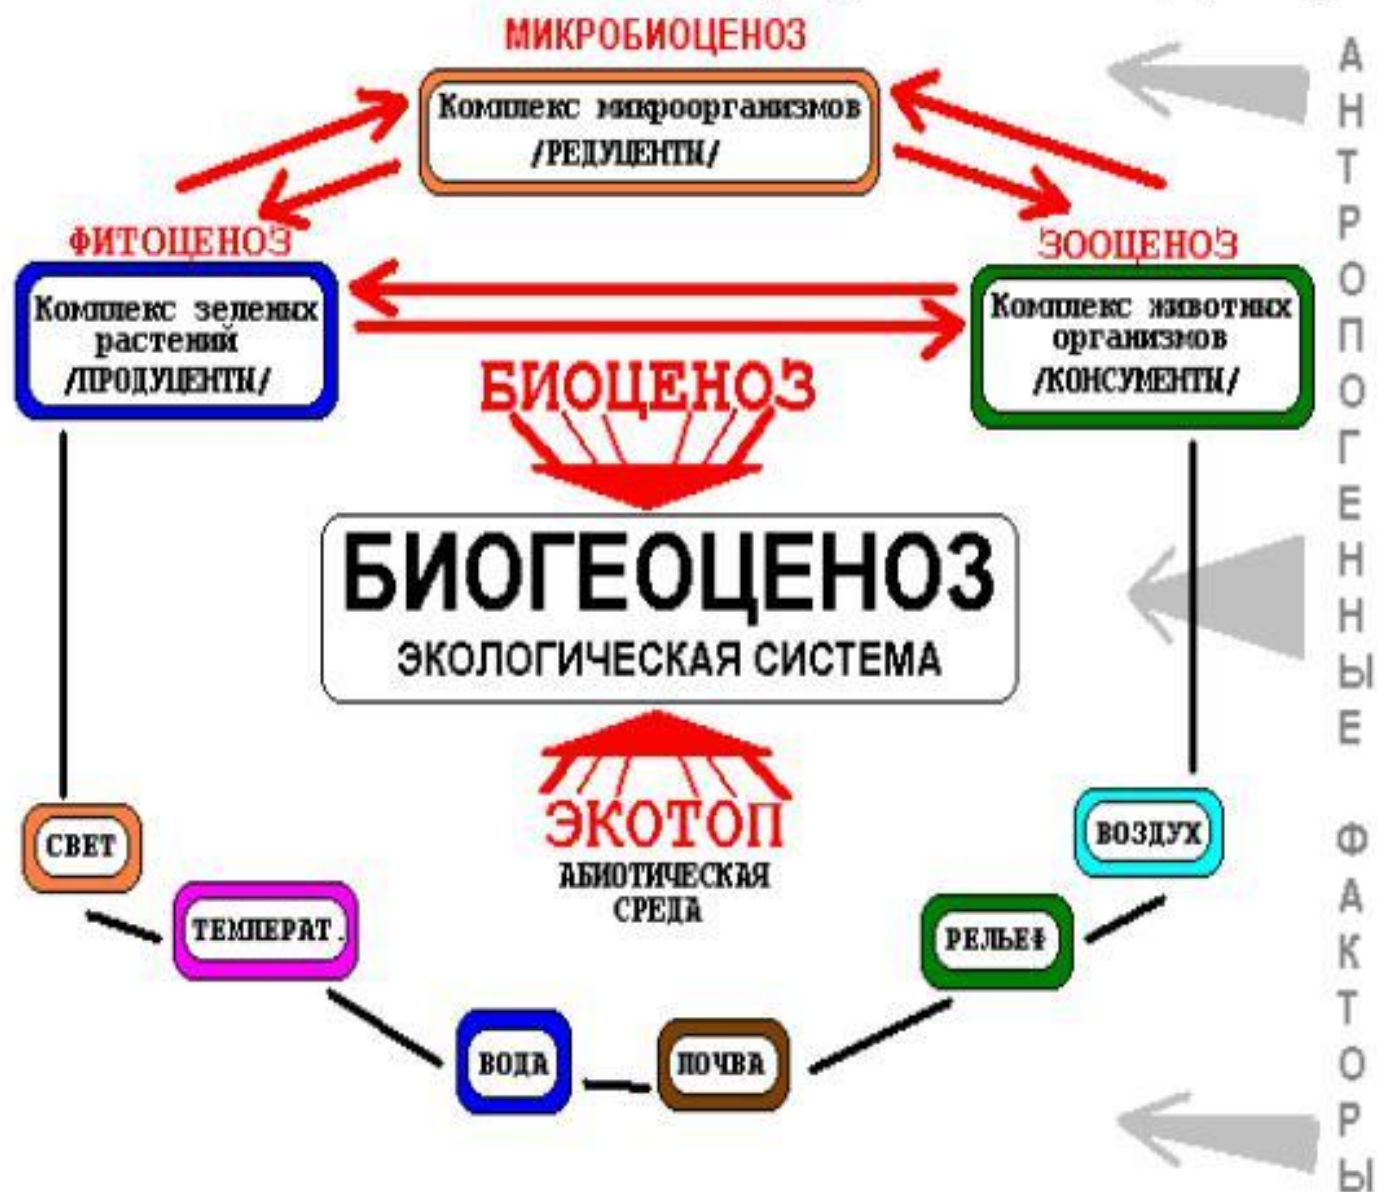 МИКРОБИОЦЕНОЗ
Комплекс микроорганизмов
/РЕДУЦЕНТЫ/
ФИТОЦЕНОЗ
Комплекс зеленых
растений
/ПРОДУЦЕНТЫ/
ЗООЦЕНОЗ
Комплекс животных
организмов
/КОНСУМЕНТЫ/
БИОЦЕНОЗ
БИОГЕОЦЕНОЗ
ЭКОЛОГИЧЕСКАЯ СИСТЕМА
ЭКОТОП
АБИОТИЧЕСКАЯ
СРЕДА
СВЕТ
ТЕМПЕРАТ.
ВОДА
ПОЧВА
РЕЛЬЕФ
ВОЗДУХ
АНТРОПОГЕННЫЕ ФАКТОРЫ